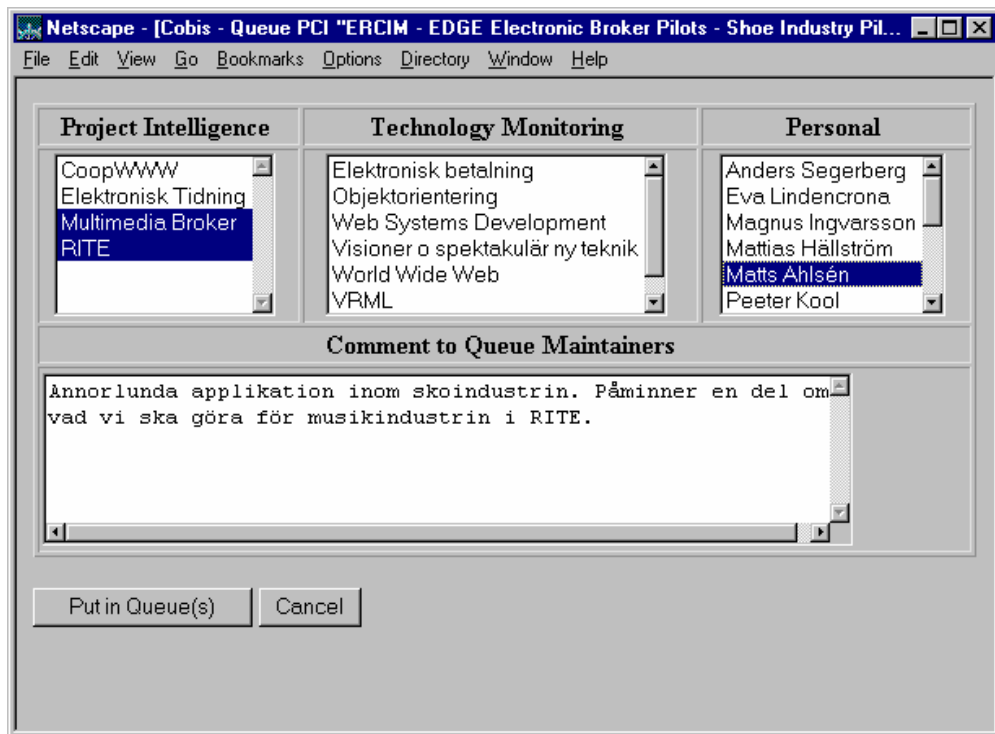 Netscape - [Cobis - Queue PCI "ERCIM - EDGE Electronic Broker Pilots - Shoe Industry Pil...
File Edit View Go Bookmarks Options Directory Window Help
Project Intelligence Technology Monitoring Personal
CoopWWW Elektronisk betalning Anders Segerberg
Elektronisk Tidning Objektorientering Eva Lindencrona
Multimedia Broker Web Systems Development Magnus Ingvarsson
RITE Visioner o spektakulär ny teknik Mattias Hällström
World Wide Web Matts Ahlsén
VRML Peeter Kool
Comment to Queue Maintainers
Annorlunda applikation inom skoindustrin. Påminner en del om
vad vi ska göra för musikindustrin i RITE.
Put in Queue(s) Cancel